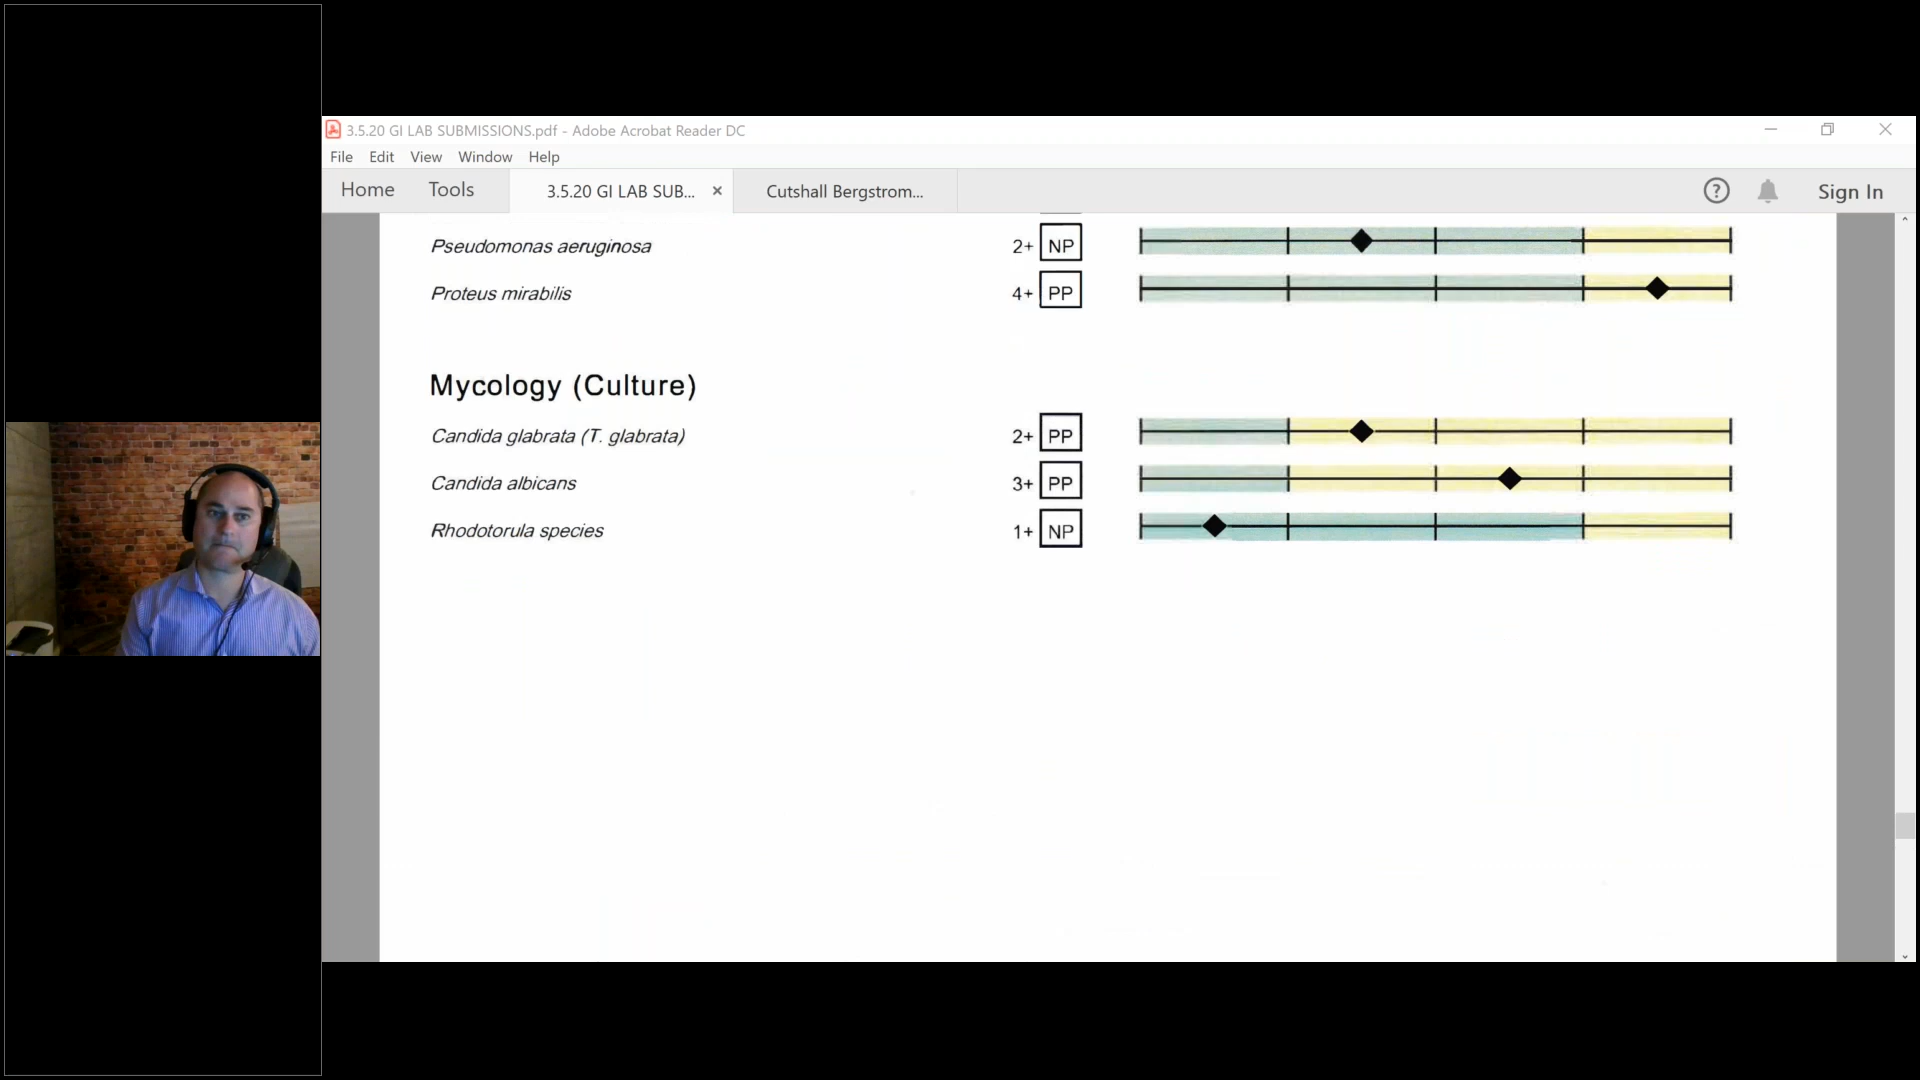 3.5.20 GI LAB SUBMISSIONS.pdf - Adobe Acrobat Reader DC
File Edit View Window Help
Home Tools 3.5.20 GI LAB SUB... × Cutshall Bergstrom... ? Sign In
Pseudomonas aeruginosa 2+ NP
Proteus mirabilis 4+ PP
Mycology (Culture)
Candida glabrata (T. glabrata) 2+ PP
Candida albicans 3+ PP
Rhodotorula species 1+ NP